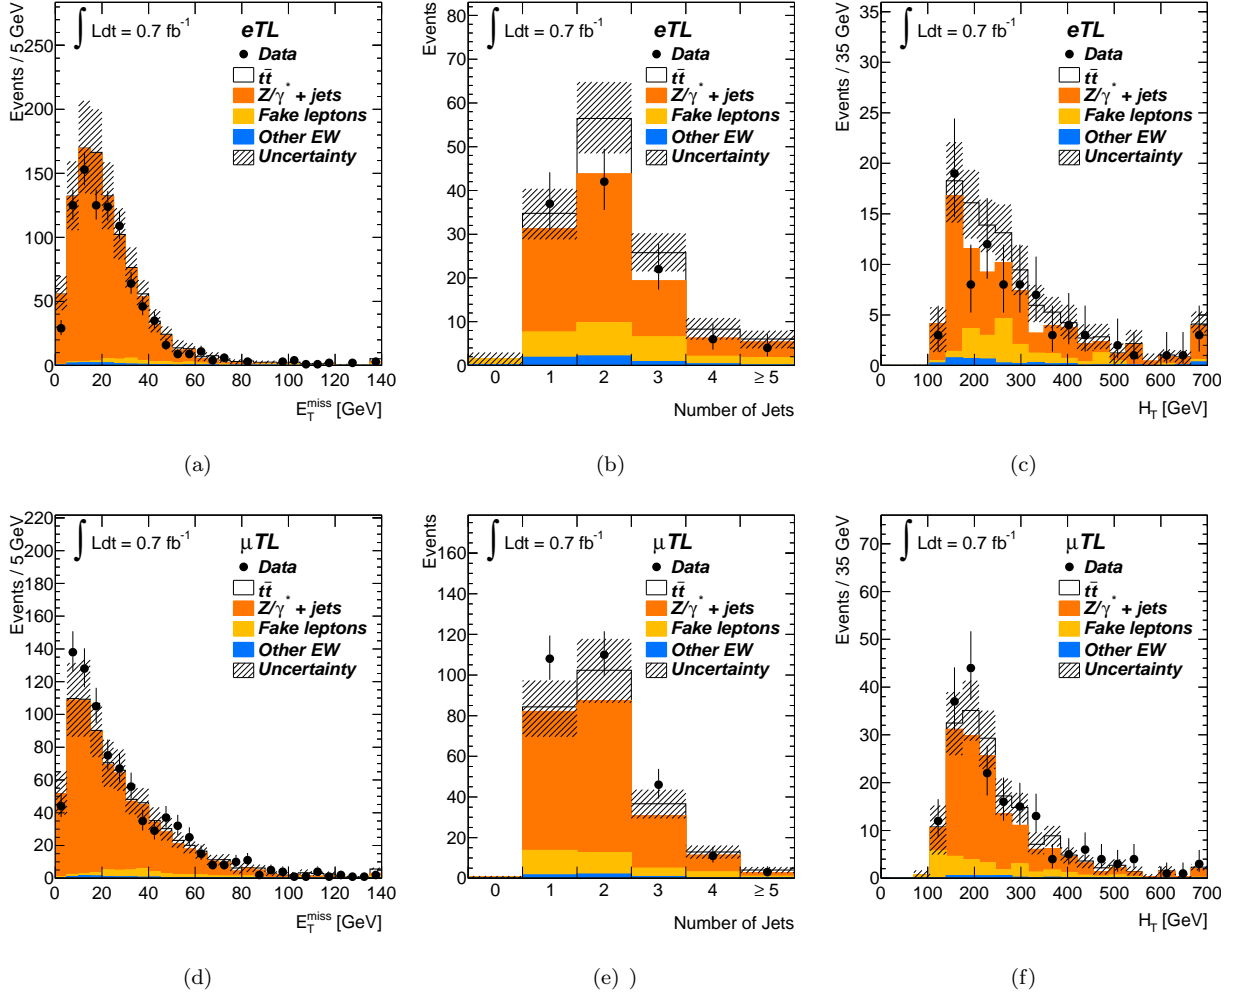 Events / 5 GeV
250
200
150
100
50
0
∫ Ldt = 0.7 fb⁻¹
eTL
Data
tt̄
Z/γ* + jets
Fake leptons
Other EW
Uncertainty
0 20 40 60 80 100 120 140
E_T^miss [GeV]
(a)
Events
80
70
60
50
40
30
20
10
0
∫ Ldt = 0.7 fb⁻¹
eTL
Data
tt̄
Z/γ* + jets
Fake leptons
Other EW
Uncertainty
0 1 2 3 4 ≥ 5
Number of Jets
(b)
Events / 35 GeV
35
30
25
20
15
10
5
0
∫ Ldt = 0.7 fb⁻¹
eTL
Data
tt̄
Z/γ* + jets
Fake leptons
Other EW
Uncertainty
0 100 200 300 400 500 600 700
H_T [GeV]
(c)
Events / 5 GeV
220
200
180
160
140
120
100
80
60
40
20
0
∫ Ldt = 0.7 fb⁻¹
μTL
Data
tt̄
Z/γ* + jets
Fake leptons
Other EW
Uncertainty
0 20 40 60 80 100 120 140
E_T^miss [GeV]
(d)
Events
160
140
120
100
80
60
40
20
0
∫ Ldt = 0.7 fb⁻¹
μTL
Data
tt̄
Z/γ* + jets
Fake leptons
Other EW
Uncertainty
0 1 2 3 4 ≥ 5
Number of Jets
(e) )
Events / 35 GeV
70
60
50
40
30
20
10
0
∫ Ldt = 0.7 fb⁻¹
μTL
Data
tt̄
Z/γ* + jets
Fake leptons
Other EW
Uncertainty
0 100 200 300 400 500 600 700
H_T [GeV]
(f)